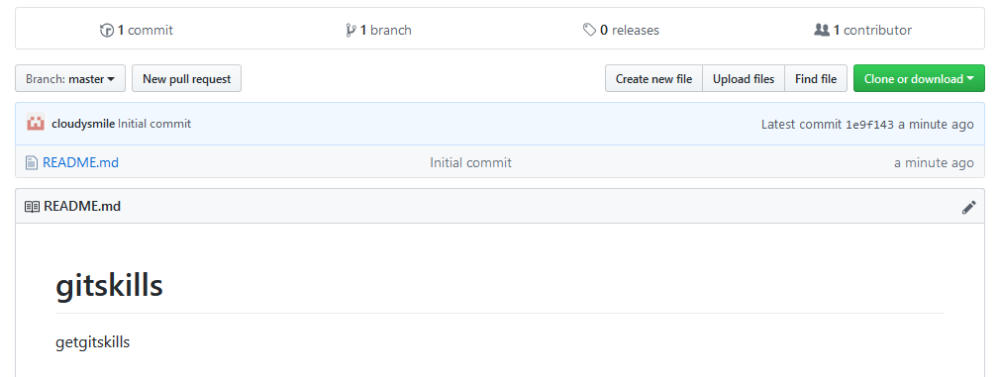 1 commit 1 branch 0 releases 1 contributor
Branch: master New pull request Create new file Upload files Find file Clone or download
cloudysmile Initial commit Latest commit 1e9f143 a minute ago
README.md Initial commit a minute ago
README.md
gitskills
getgitskills